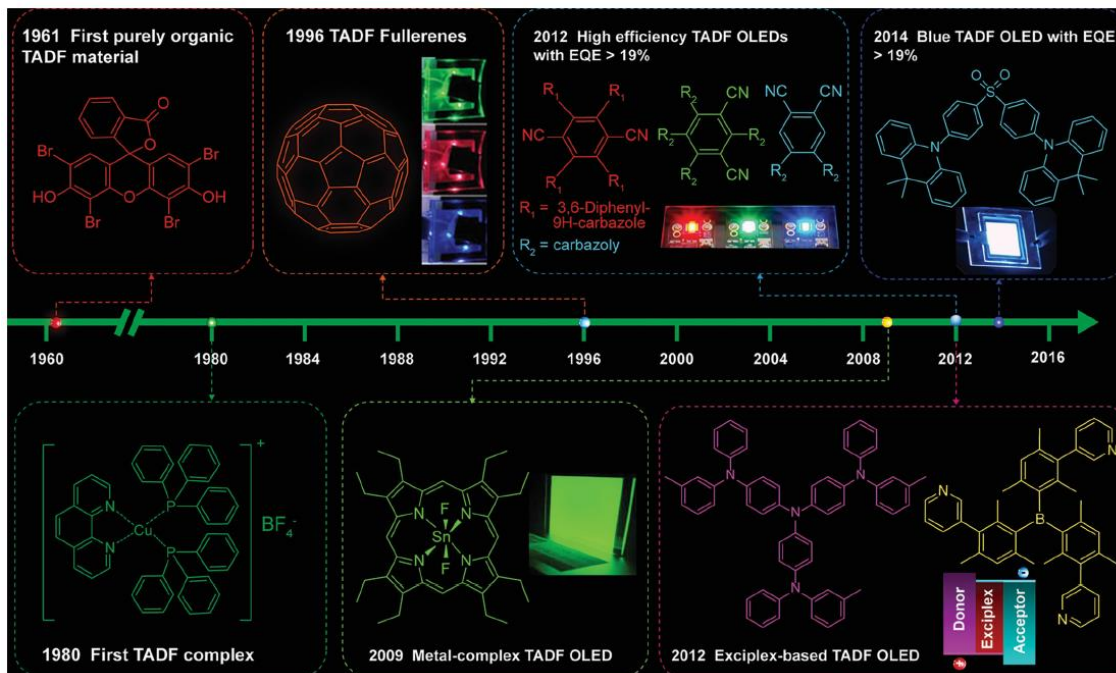 1961 First purely organic
TADF material
O
O
Br
Br
HO
O
OH
Br
Br
1996 TADF Fullerenes
2012 High efficiency TADF OLEDs
with EQE > 19%
R1
R1
NC
CN
R1
R1
R1 = 3,6-Diphenyl-
9H-carbazole
R2 = carbazoly
R2
CN
R2
R2
CN
CN
NC
CN
R2
R2
2014 Blue TADF OLED with EQE
> 19%
O
O
S
N
N
1960
1980
1984
1988
1992
1996
2000
2004
2008
2012
2016
+
N
N
Cu
P
P
BF4-
1980 First TADF complex
F
N
N
Sn
N
N
F
2009 Metal-complex TADF OLED
N
N
N
N
2012 Exciplex-based TADF OLED
N
N
B
N
Donor
Exciplex
Acceptor